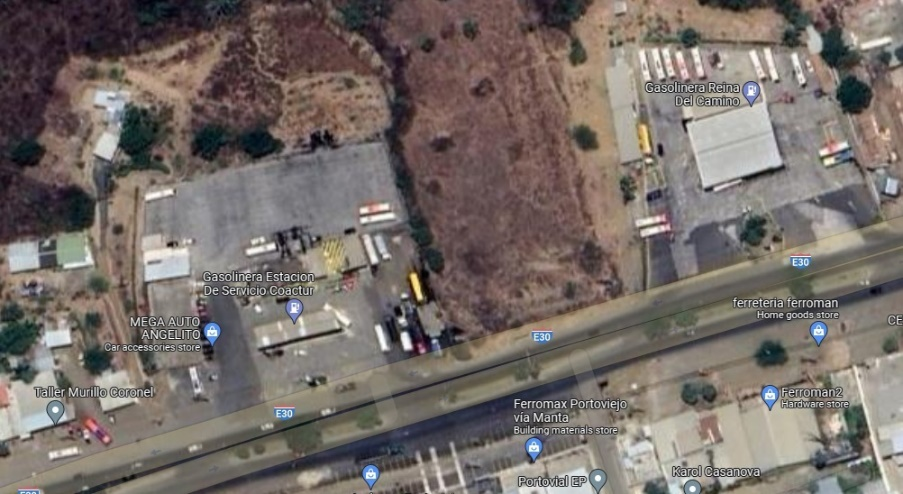 Gasolinera Reina
Del Camino
E30
Gasolinera Estacion
De Servicio Coactur
ferreteria ferroman
Home goods store
MEGA AUTO
ANGELITO
Car accessories store
E30
CE
Taller Murillo Coronel
E30
Ferromax Portoviejo
vía Manta
Building materials store
Ferroman2
Hardware store
Karol Casanova
Portovial EP